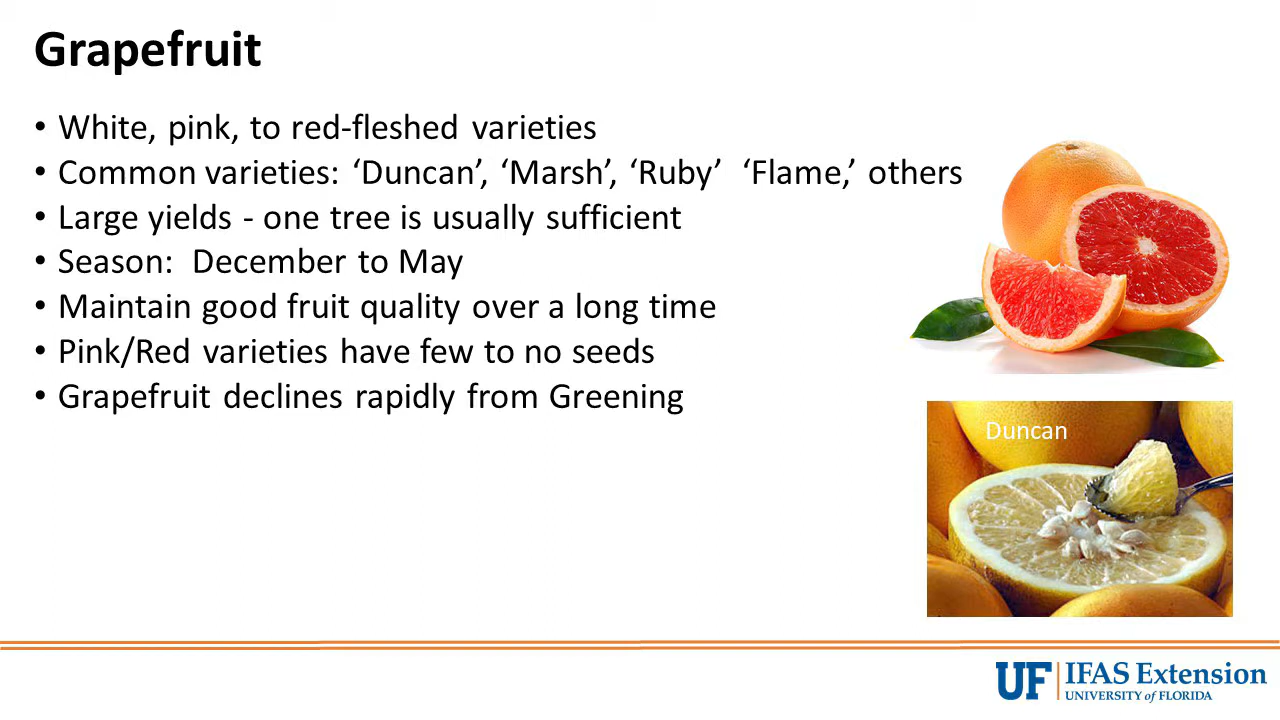 Grapefruit
• White, pink, to red-fleshed varieties
• Common varieties: ‘Duncan’, ‘Marsh’, ‘Ruby’ ‘Flame,’ others
• Large yields - one tree is usually sufficient
• Season: December to May
• Maintain good fruit quality over a long time
• Pink/Red varieties have few to no seeds
• Grapefruit declines rapidly from Greening
Duncan
UF IFAS Extension
UNIVERSITY of FLORIDA